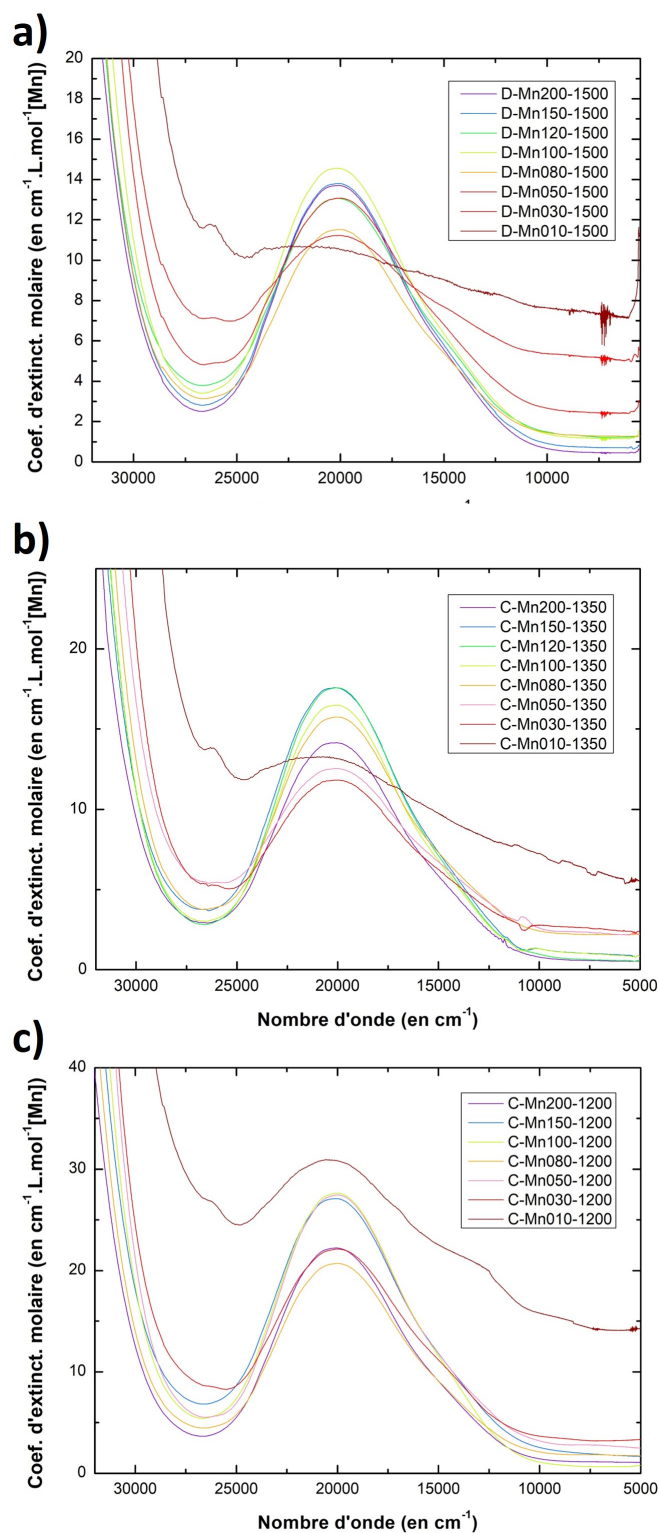 a)
Coef. d'extinct. molaire (en cm⁻¹.L.mol⁻¹[Mn])
20
18
16
14
12
10
8
6
4
2
0
D-Mn200-1500
D-Mn150-1500
D-Mn120-1500
D-Mn100-1500
D-Mn080-1500
D-Mn050-1500
D-Mn030-1500
D-Mn010-1500
30000 25000 20000 15000 10000
b)
Coef. d'extinct. molaire (en cm⁻¹.L.mol⁻¹[Mn])
20
10
0
C-Mn200-1350
C-Mn150-1350
C-Mn120-1350
C-Mn100-1350
C-Mn080-1350
C-Mn050-1350
C-Mn030-1350
C-Mn010-1350
30000 25000 20000 15000 10000 5000
Nombre d'onde (en cm⁻¹)
c)
Coef. d'extinct. molaire (en cm⁻¹.L.mol⁻¹[Mn])
40
30
20
10
0
C-Mn200-1200
C-Mn150-1200
C-Mn100-1200
C-Mn080-1200
C-Mn050-1200
C-Mn030-1200
C-Mn010-1200
30000 25000 20000 15000 10000 5000
Nombre d'onde (en cm⁻¹)